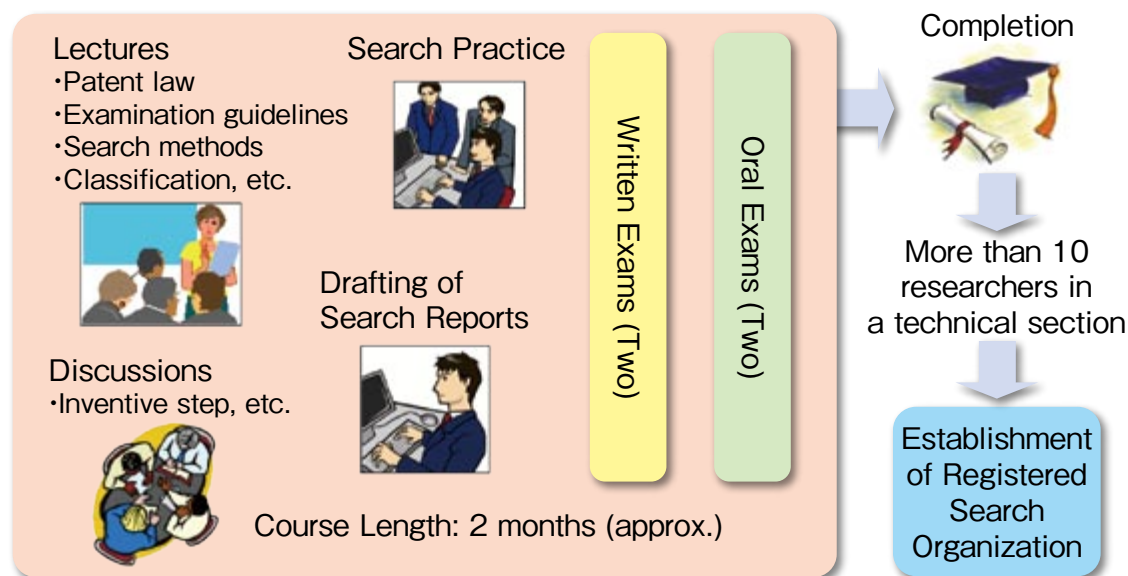 Lectures
·Patent law
·Examination guidelines
·Search methods
·Classification, etc.
Discussions
·Inventive step, etc.
Search Practice
Drafting of
Search Reports
Written Exams (Two)
Oral Exams (Two)
Course Length: 2 months (approx.)
Completion
More than 10
researchers in
a technical section
Establishment
of Registered
Search
Organization